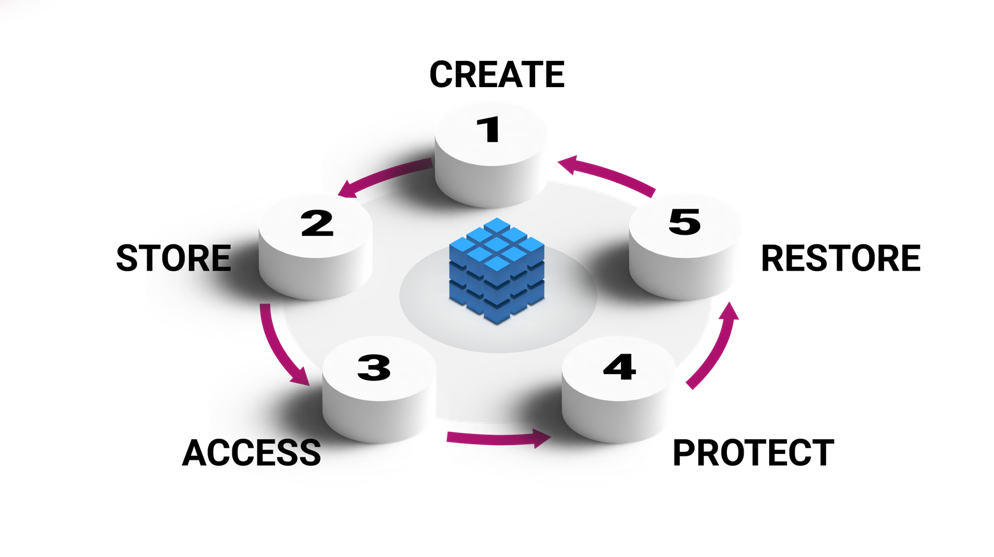 CREATE
1
2
STORE
3
ACCESS
4
PROTECT
5
RESTORE